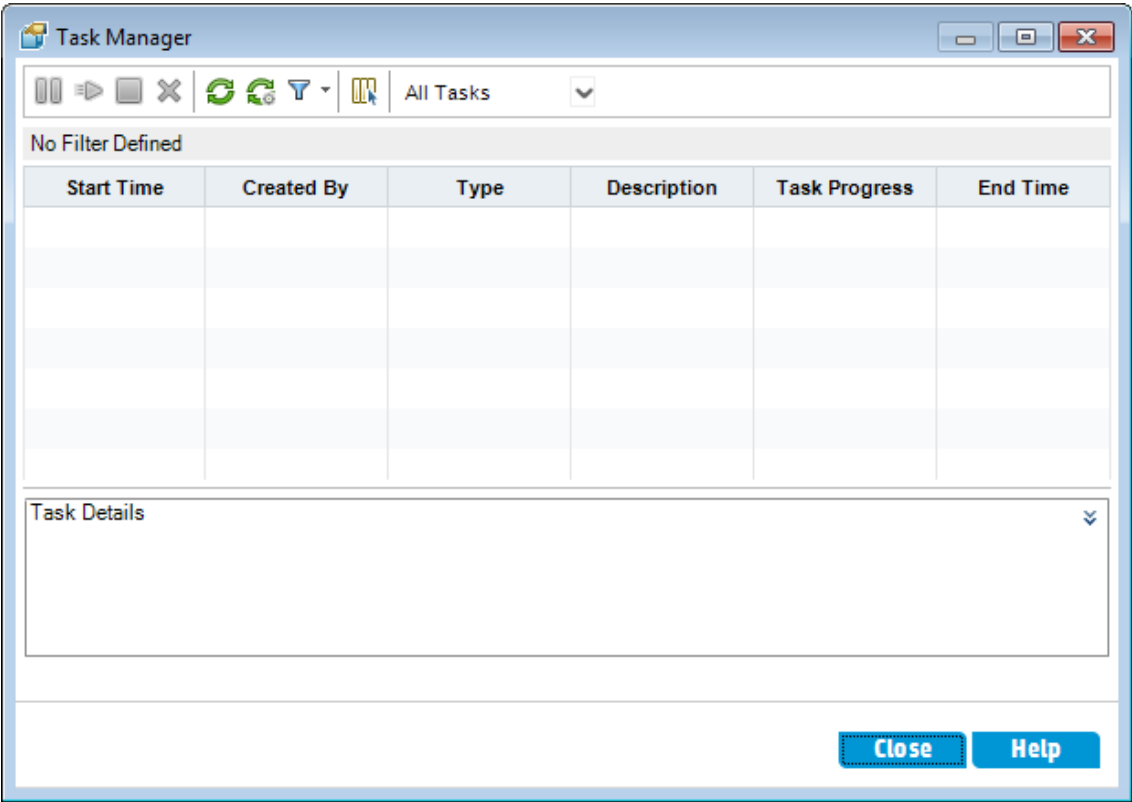 Task Manager
All Tasks
No Filter Defined
Start Time Created By Type Description Task Progress End Time
Task Details
Close Help